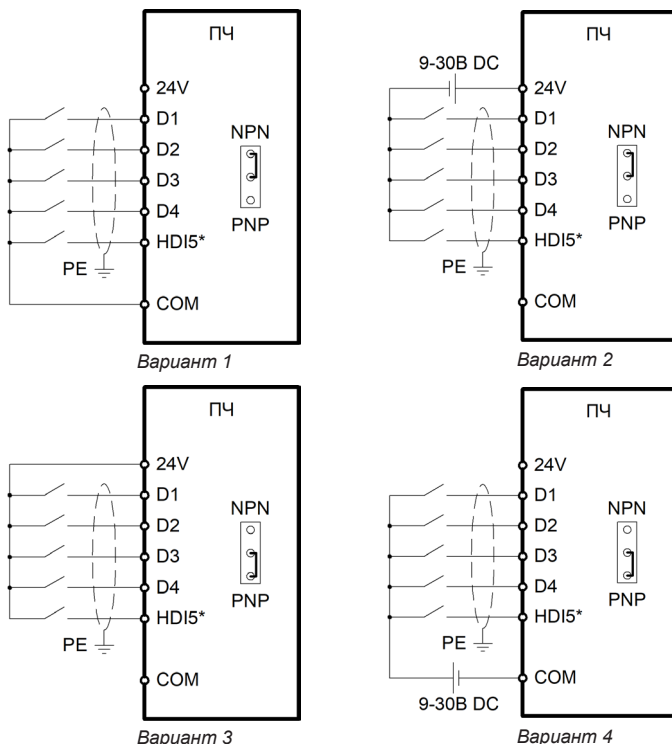 ПЧ
24V
D1
D2
D3
D4
HDI5*
COM
NPN
PNP
PE
Вариант 1
ПЧ
9-30В DC
24V
D1
D2
D3
D4
HDI5*
COM
NPN
PNP
PE
Вариант 2
ПЧ
24V
D1
D2
D3
D4
HDI5*
COM
NPN
PNP
PE
Вариант 3
ПЧ
24V
D1
D2
D3
D4
HDI5*
COM
NPN
PNP
PE
9-30В DC
Вариант 4